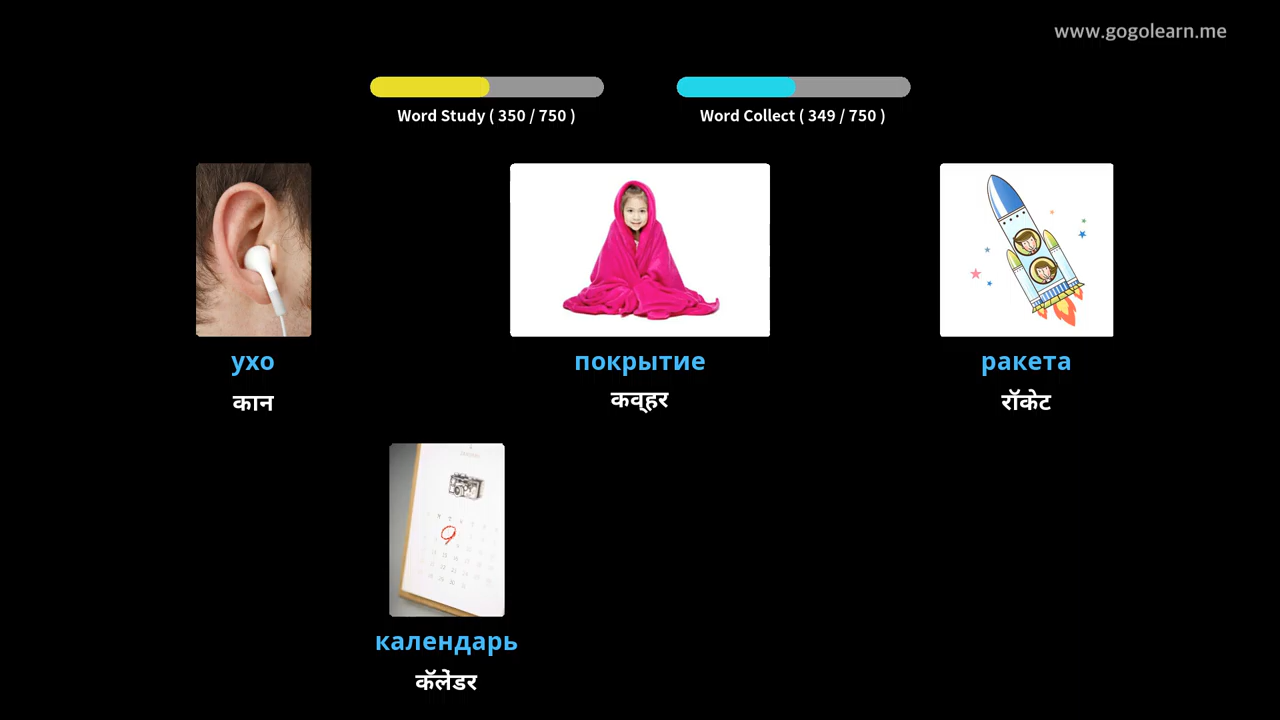 www.gogolearn.me
Word Study ( 350 / 750 )
Word Collect ( 349 / 750 )
ухо
покрытие
ракета
कान
कव्हर
रॉकेट
календарь
कॅलेंडर